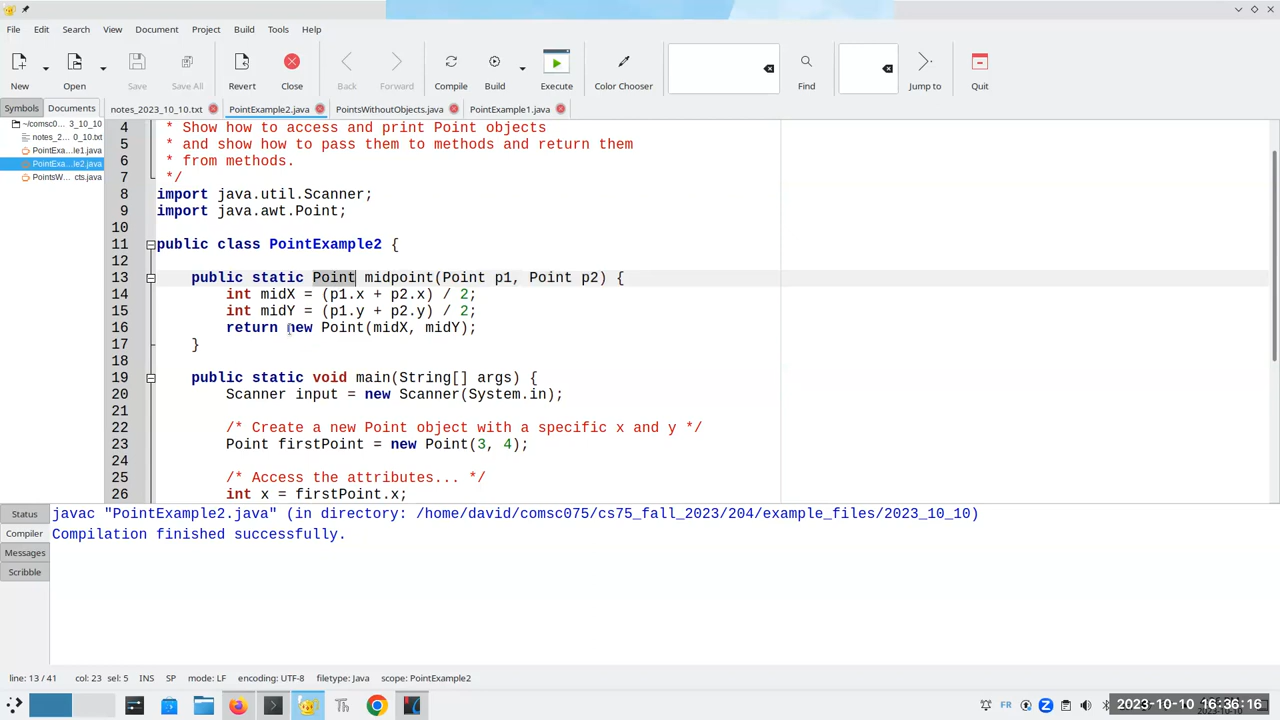 File Edit Search View Document Project Build Tools Help
New Open Save Save All Revert Close Back Forward Compile Build Execute Color Chooser Find Jump to Quit
Symbols Documents notes_2023_10_10.txt PointExample2.java PointsWithoutObjects.java PointExample1.java
~/comsc0... 3_10_10
notes_2... 0_10.txt
PointExa...le1.java
PointExa...le2.java
PointsW... cts.java
4 * Show how to access and print Point objects
5 * and show how to pass them to methods and return them
6 * from methods.
7 */
8 import java.util.Scanner;
9 import java.awt.Point;
10
11 public class PointExample2 {
12
13 public static Point midpoint(Point p1, Point p2) {
14 int midX = (p1.x + p2.x) / 2;
15 int midY = (p1.y + p2.y) / 2;
16 return new Point(midX, midY);
17 }
18
19 public static void main(String[] args) {
20 Scanner input = new Scanner(System.in);
21
22 /* Create a new Point object with a specific x and y */
23 Point firstPoint = new Point(3, 4);
24
25 /* Access the attributes... */
26 int x = firstPoint.x;
Status
Compiler
Messages
Scribble
javac "PointExample2.java" (in directory: /home/david/comsc075/cs75_fall_2023/204/example_files/2023_10_10)
Compilation finished successfully.
line: 13 / 41 col: 23 sel: 5 INS SP mode: LF encoding: UTF-8 filetype: Java scope: PointExample2
Th FR 2023-10-10 16:36:16